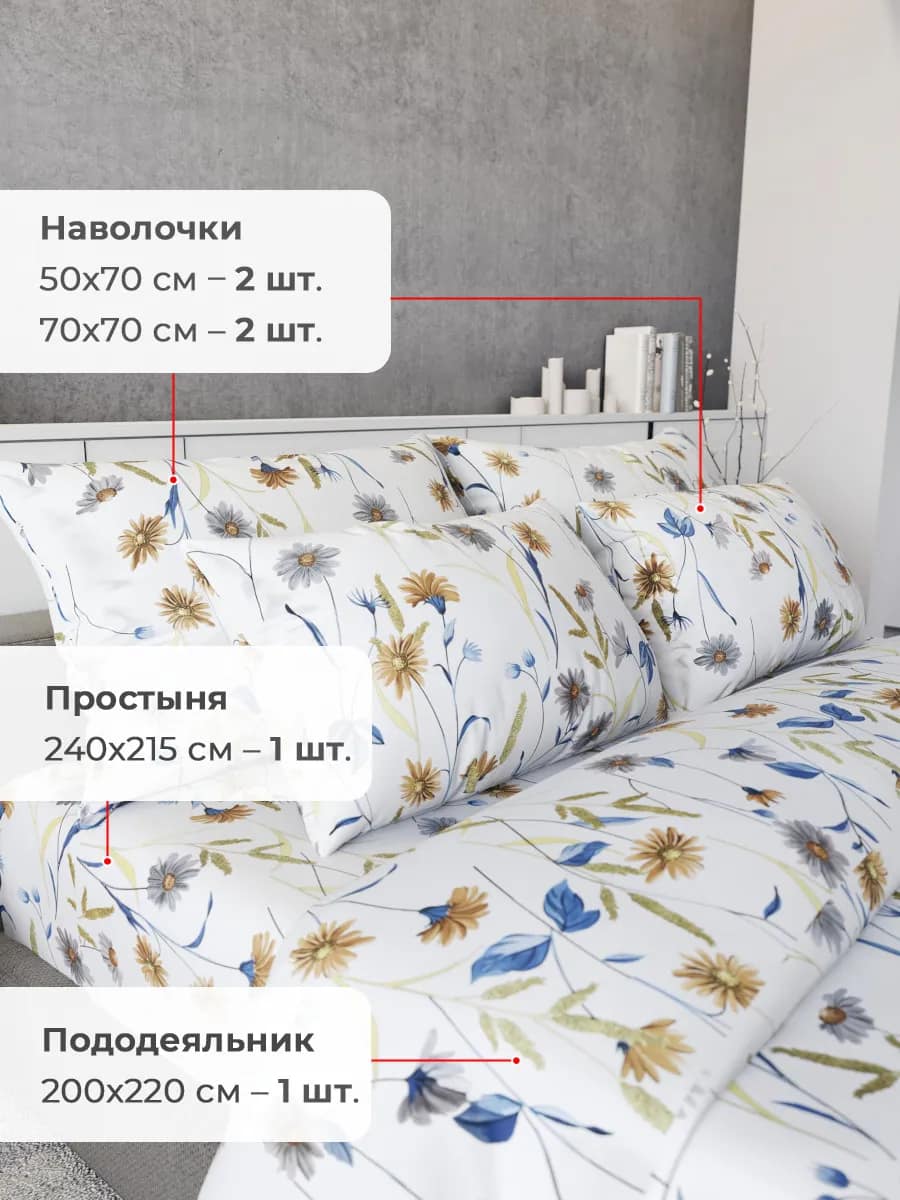 Наволочки
50х70 см – 2 шт.
70х70 см – 2 шт.
Простыня
240х215 см – 1 шт.
Пододеяльник
200х220 см – 1 шт.